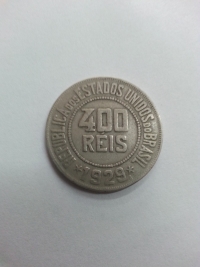 REPUBLICA DOS ESTADOS UNIDOS DO BRASIL
400
REIS
*1929*